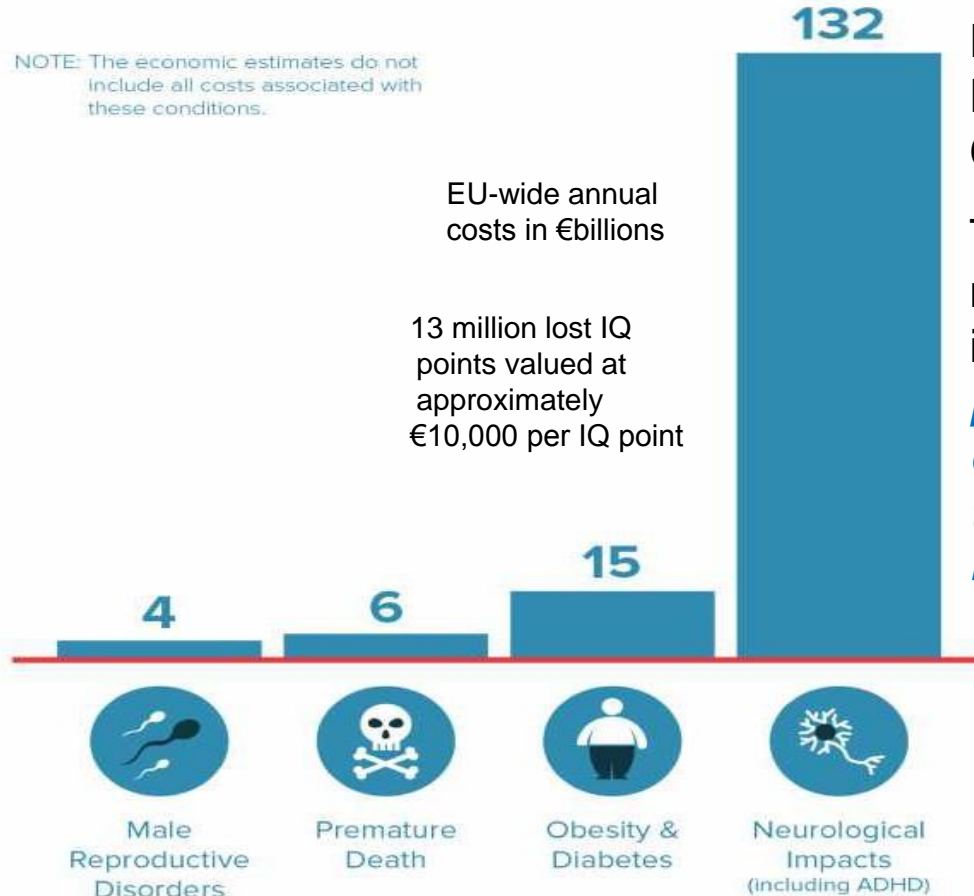 132
NOTE: The economic estimates do not
include all costs associated with
these conditions.
EU-wide annual
costs in €billions
13 million lost IQ
points valued at
approximately
€10,000 per IQ point
4
6
15
Male
Reproductive
Disorders
Premature
Death
Obesity &
Diabetes
Neurological
Impacts
(including ADHD)